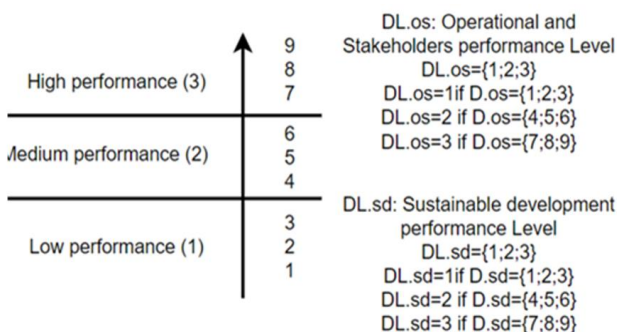 High performance (3)
Medium performance (2)
Low performance (1)
9
8
7
6
5
4
3
2
1
DL.os: Operational and
Stakeholders performance Level
DL.os={1;2;3}
DL.os=1if D.os={1;2;3}
DL.os=2 if D.os={4;5;6}
DL.os=3 if D.os={7;8;9}
DL.sd: Sustainable development
performance Level
DL.sd={1;2;3}
DL.sd=1if D.sd={1;2;3}
DL.sd=2 if D.sd={4;5;6}
DL.sd=3 if D.sd={7;8;9}